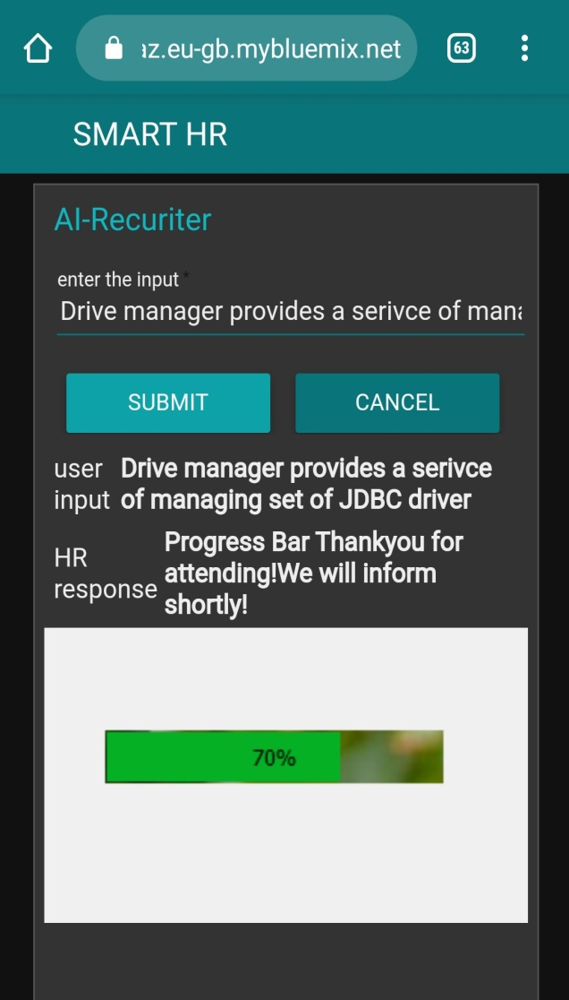 az.eu-gb.mybluemix.net
63
SMART HR
AI-Recuriter
enter the input *
Drive manager provides a serivce of mana
SUBMIT
CANCEL
user input
Drive manager provides a serivce
of managing set of JDBC driver
HR response
Progress Bar Thankyou for
attending!We will inform
shortly!
70%